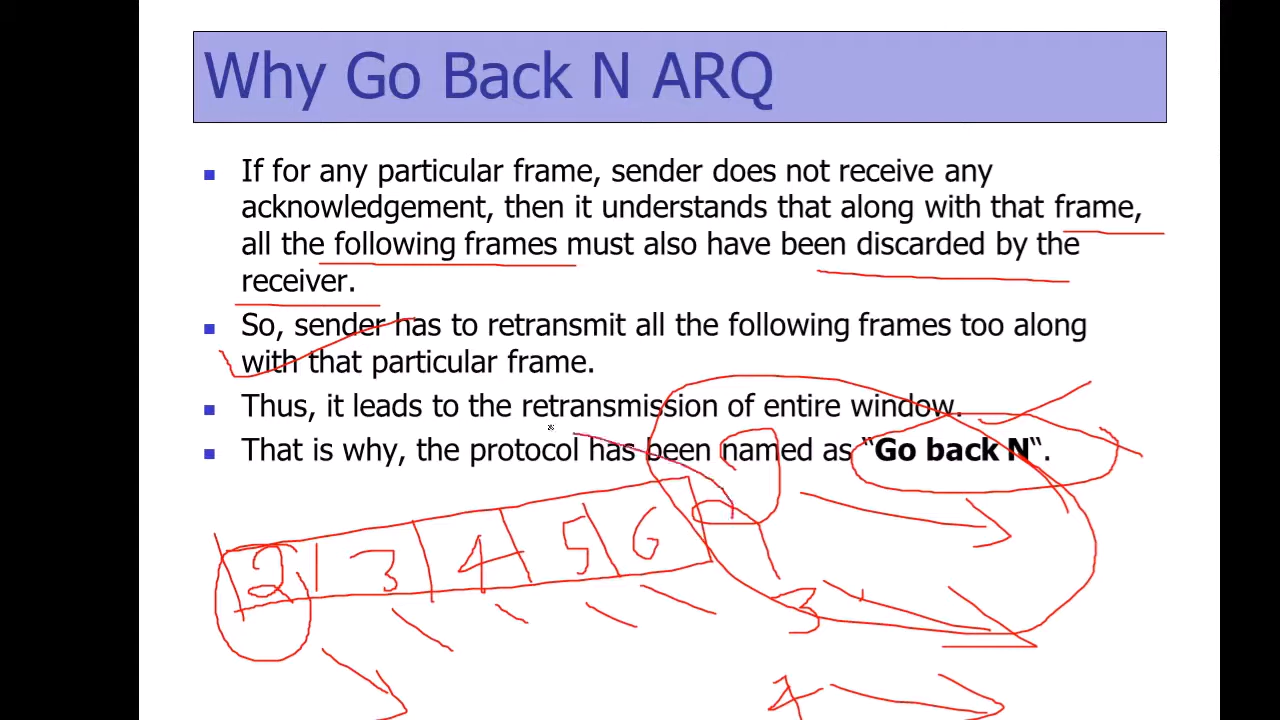 Why Go Back N ARQ
If for any particular frame, sender does not receive any
acknowledgement, then it understands that along with that frame,
all the following frames must also have been discarded by the
receiver.
So, sender has to retransmit all the following frames too along
with that particular frame.
Thus, it leads to the retransmission of entire window.
That is why, the protocol has been named as “Go back N“.
2 3 4 5 6 2
3
4